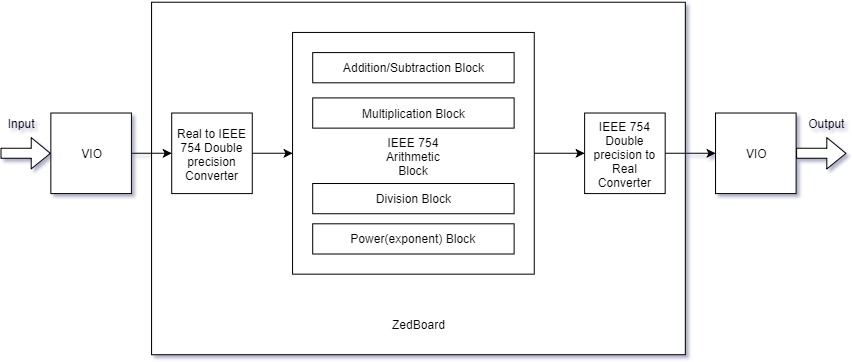 Input
VIO
Real to IEEE
754 Double
precision
Converter
Addition/Subtraction Block
Multiplication Block
IEEE 754
Arithmetic
Block
Division Block
Power(exponent) Block
IEEE 754
Double
precision to
Real
Converter
VIO
Output
ZedBoard